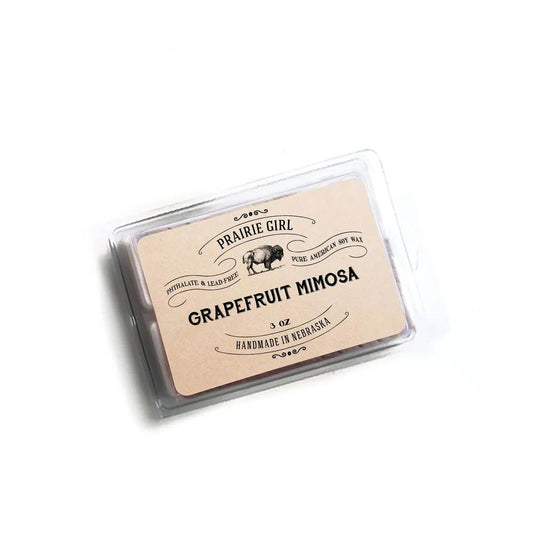 PRAIRIE GIRL
PHTHALATE & LEAD-FREE
PURE AMERICAN SOY WAX
GRAPEFRUIT MIMOSA
3 OZ
HANDMADE IN NEBRASKA